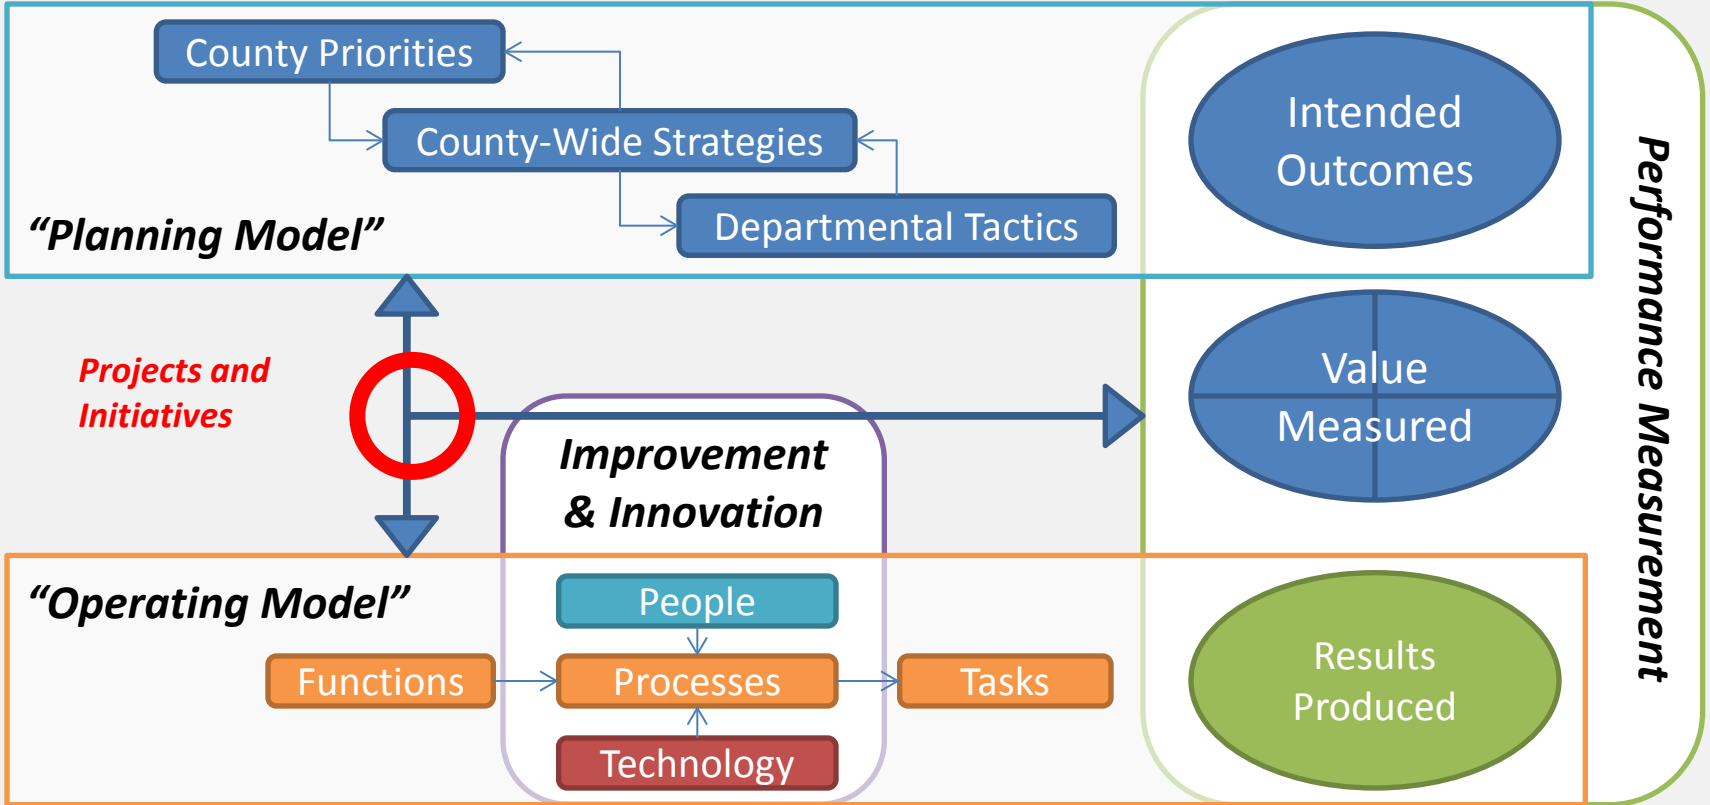 County Priorities
County-Wide Strategies
Departmental Tactics
“Planning Model”
Intended
Outcomes
Performance Measurement
Projects and
Initiatives
Value
Measured
Improvement
& Innovation
“Operating Model”
People
Functions
Processes
Tasks
Technology
Results
Produced